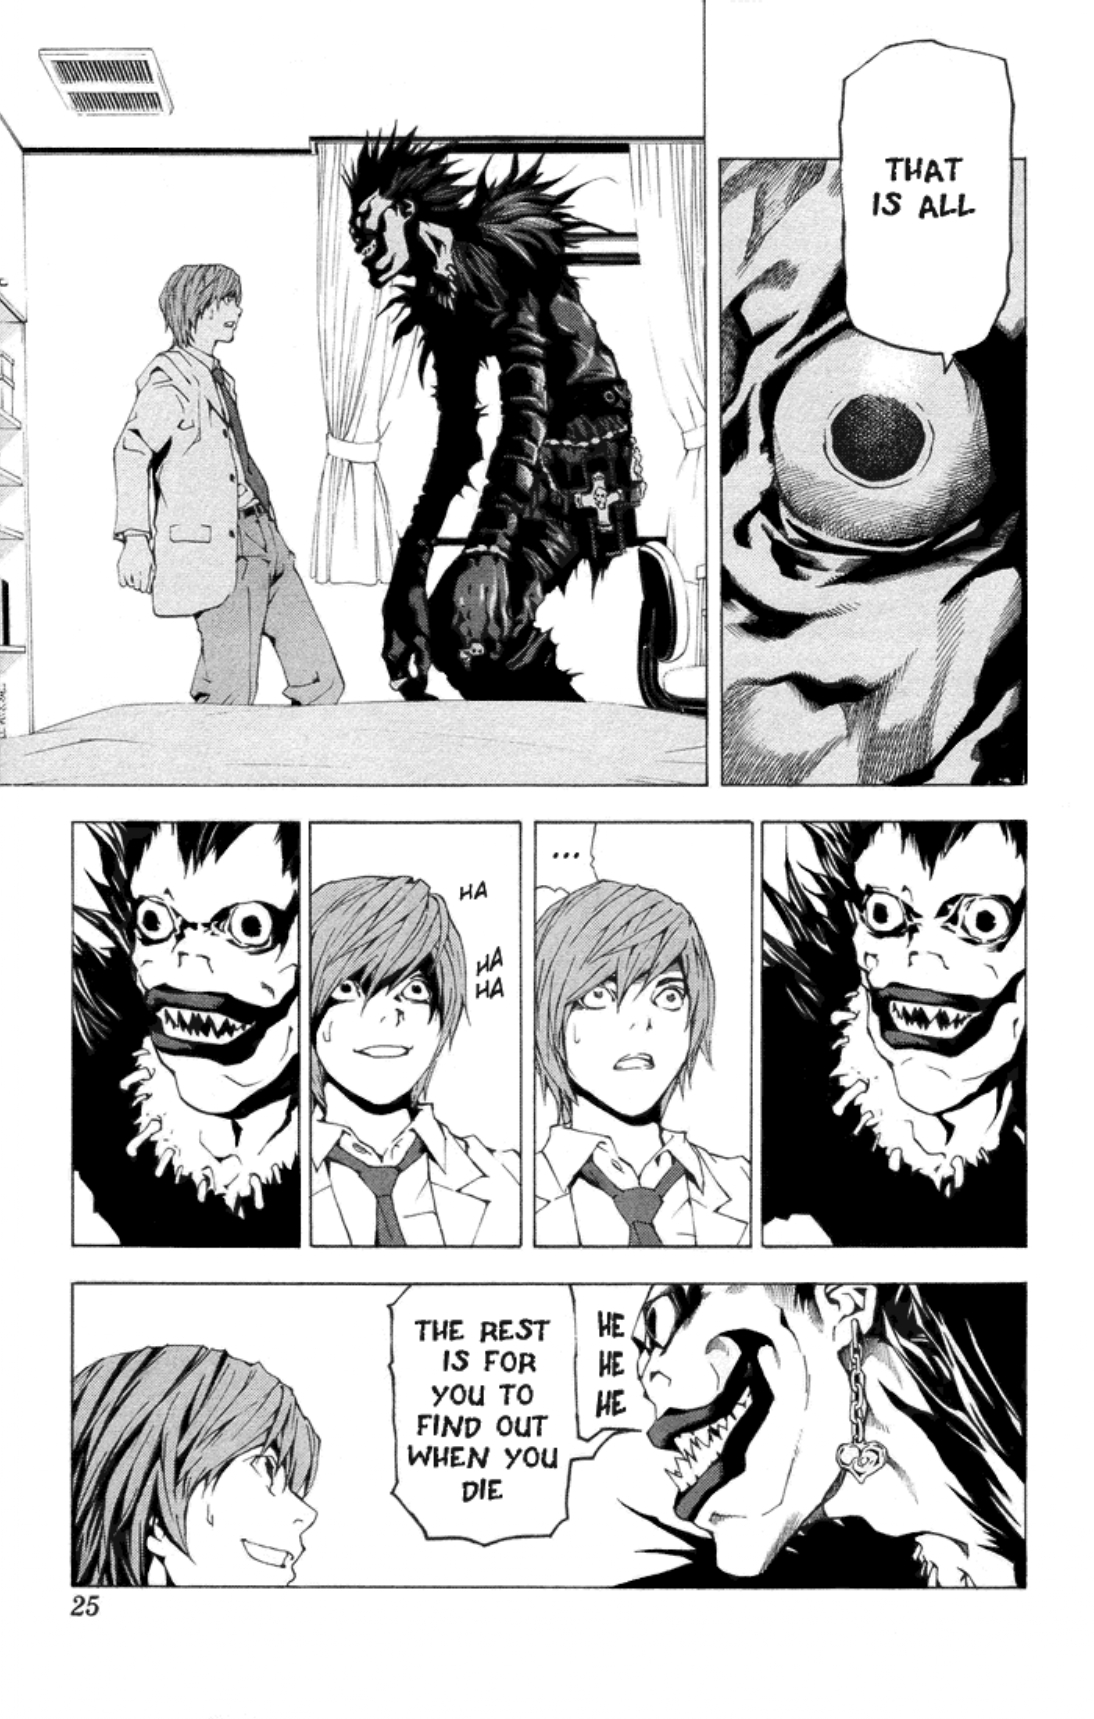 THAT
IS ALL
...
HA
HA
HA
HE
HE
HE
THE REST
IS FOR
YOU TO
FIND OUT
WHEN YOU
DIE
25